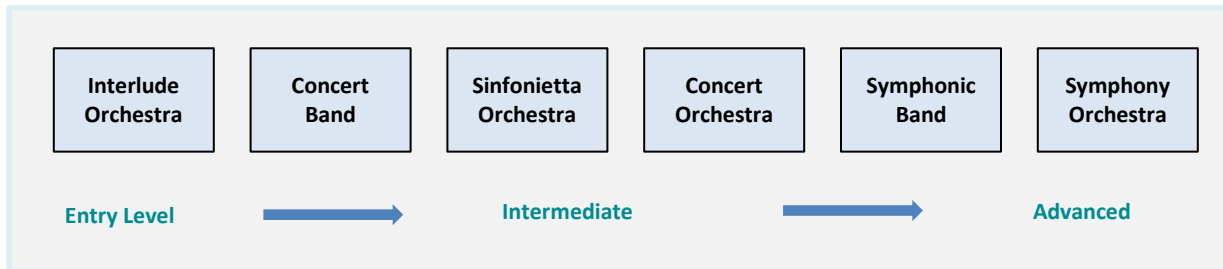 Interlude
Orchestra
Concert
Band
Sinfonietta
Orchestra
Concert
Orchestra
Symphonic
Band
Symphony
Orchestra
Entry Level
Intermediate
Advanced